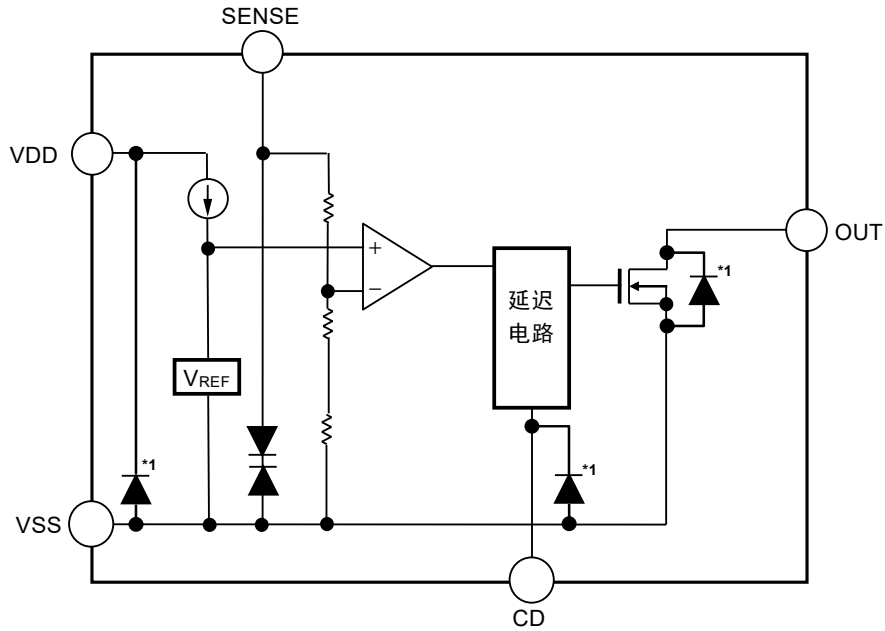 SENSE
VDD
OUT
*1
+
−
延迟
电路
VREF
*1
*1
VSS
CD